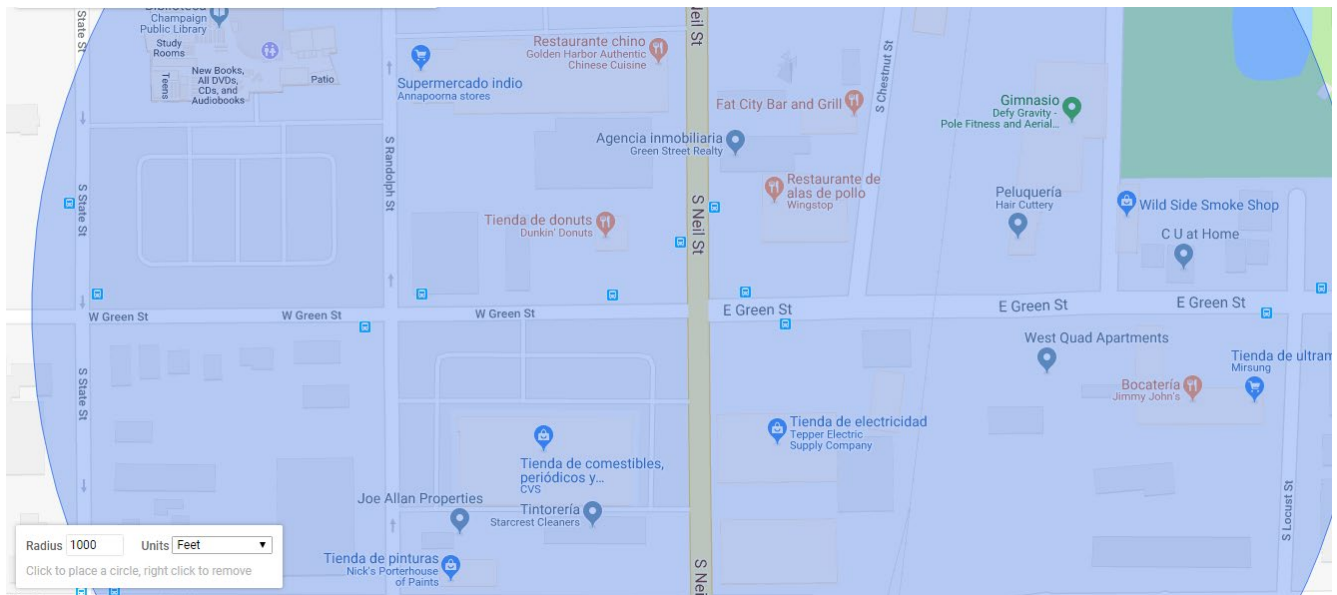 Biblioteca
Champaign
Public Library
Study
Rooms
New Books,
All DVDs,
CDs, and
Audiobooks
Teens
Patio
State St
Supermercado indio
Annapoorna stores
Restaurante chino
Golden Harbor Authentic
Chinese Cuisine
Neil St
Fat City Bar and Grill
S Chestnut St
Gimnasio
Defy Gravity -
Pole Fitness and Aerial...
Agencia inmobiliaria
Green Street Realty
S Randolph St
S State St
Restaurante de
alas de pollo
Wingstop
Tienda de donuts
Dunkin' Donuts
S Neil St
Peluquería
Hair Cuttery
Wild Side Smoke Shop
C U at Home
W Green St
W Green St
W Green St
E Green St
E Green St
E Green St
West Quad Apartments
Tienda de ultram
Mirsung
Bocatería
Jimmy John's
S State St
Tienda de electricidad
Tepper Electric
Supply Company
Tienda de comestibles,
periódicos y...
CVS
Joe Allan Properties
Tintorería
Starcrest Cleaners
S Locust St
Tienda de pinturas
Nick's Porterhouse
of Paints
S Nei
Radius 1000 Units Feet
Click to place a circle, right click to remove